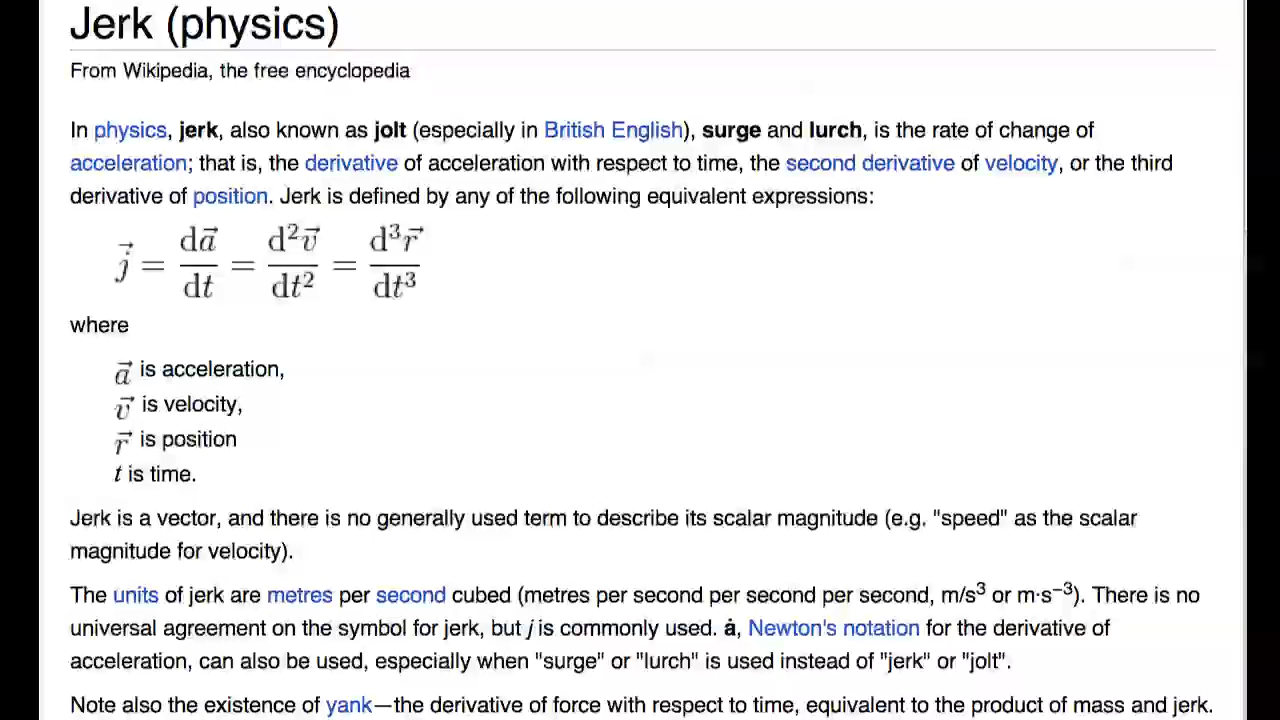 Jerk (physics)
From Wikipedia, the free encyclopedia
In physics, jerk, also known as jolt (especially in British English), surge and lurch, is the rate of change of
acceleration; that is, the derivative of acceleration with respect to time, the second derivative of velocity, or the third
derivative of position. Jerk is defined by any of the following equivalent expressions:
j⃗ = da⃗/dt = d²v⃗/dt² = d³r⃗/dt³
where
a⃗ is acceleration,
v⃗ is velocity,
r⃗ is position
t is time.
Jerk is a vector, and there is no generally used term to describe its scalar magnitude (e.g. "speed" as the scalar
magnitude for velocity).
The units of jerk are metres per second cubed (metres per second per second per second, m/s³ or m·s⁻³). There is no
universal agreement on the symbol for jerk, but j is commonly used. ȧ, Newton's notation for the derivative of
acceleration, can also be used, especially when "surge" or "lurch" is used instead of "jerk" or "jolt".
Note also the existence of yank—the derivative of force with respect to time, equivalent to the product of mass and jerk.